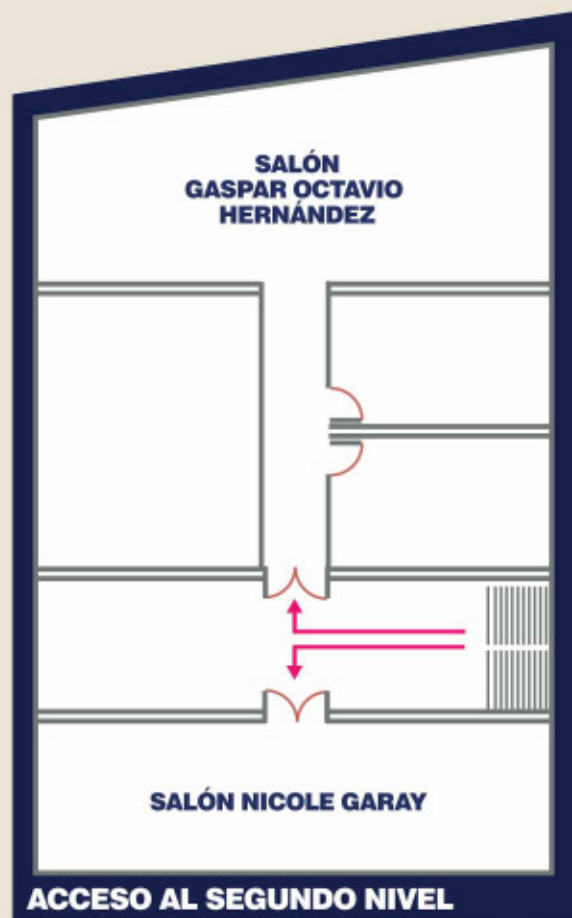 SALÓN
GASPAR OCTAVIO
HERNÁNDEZ
SALÓN NICOLE GARAY
ACCESO AL SEGUNDO NIVEL